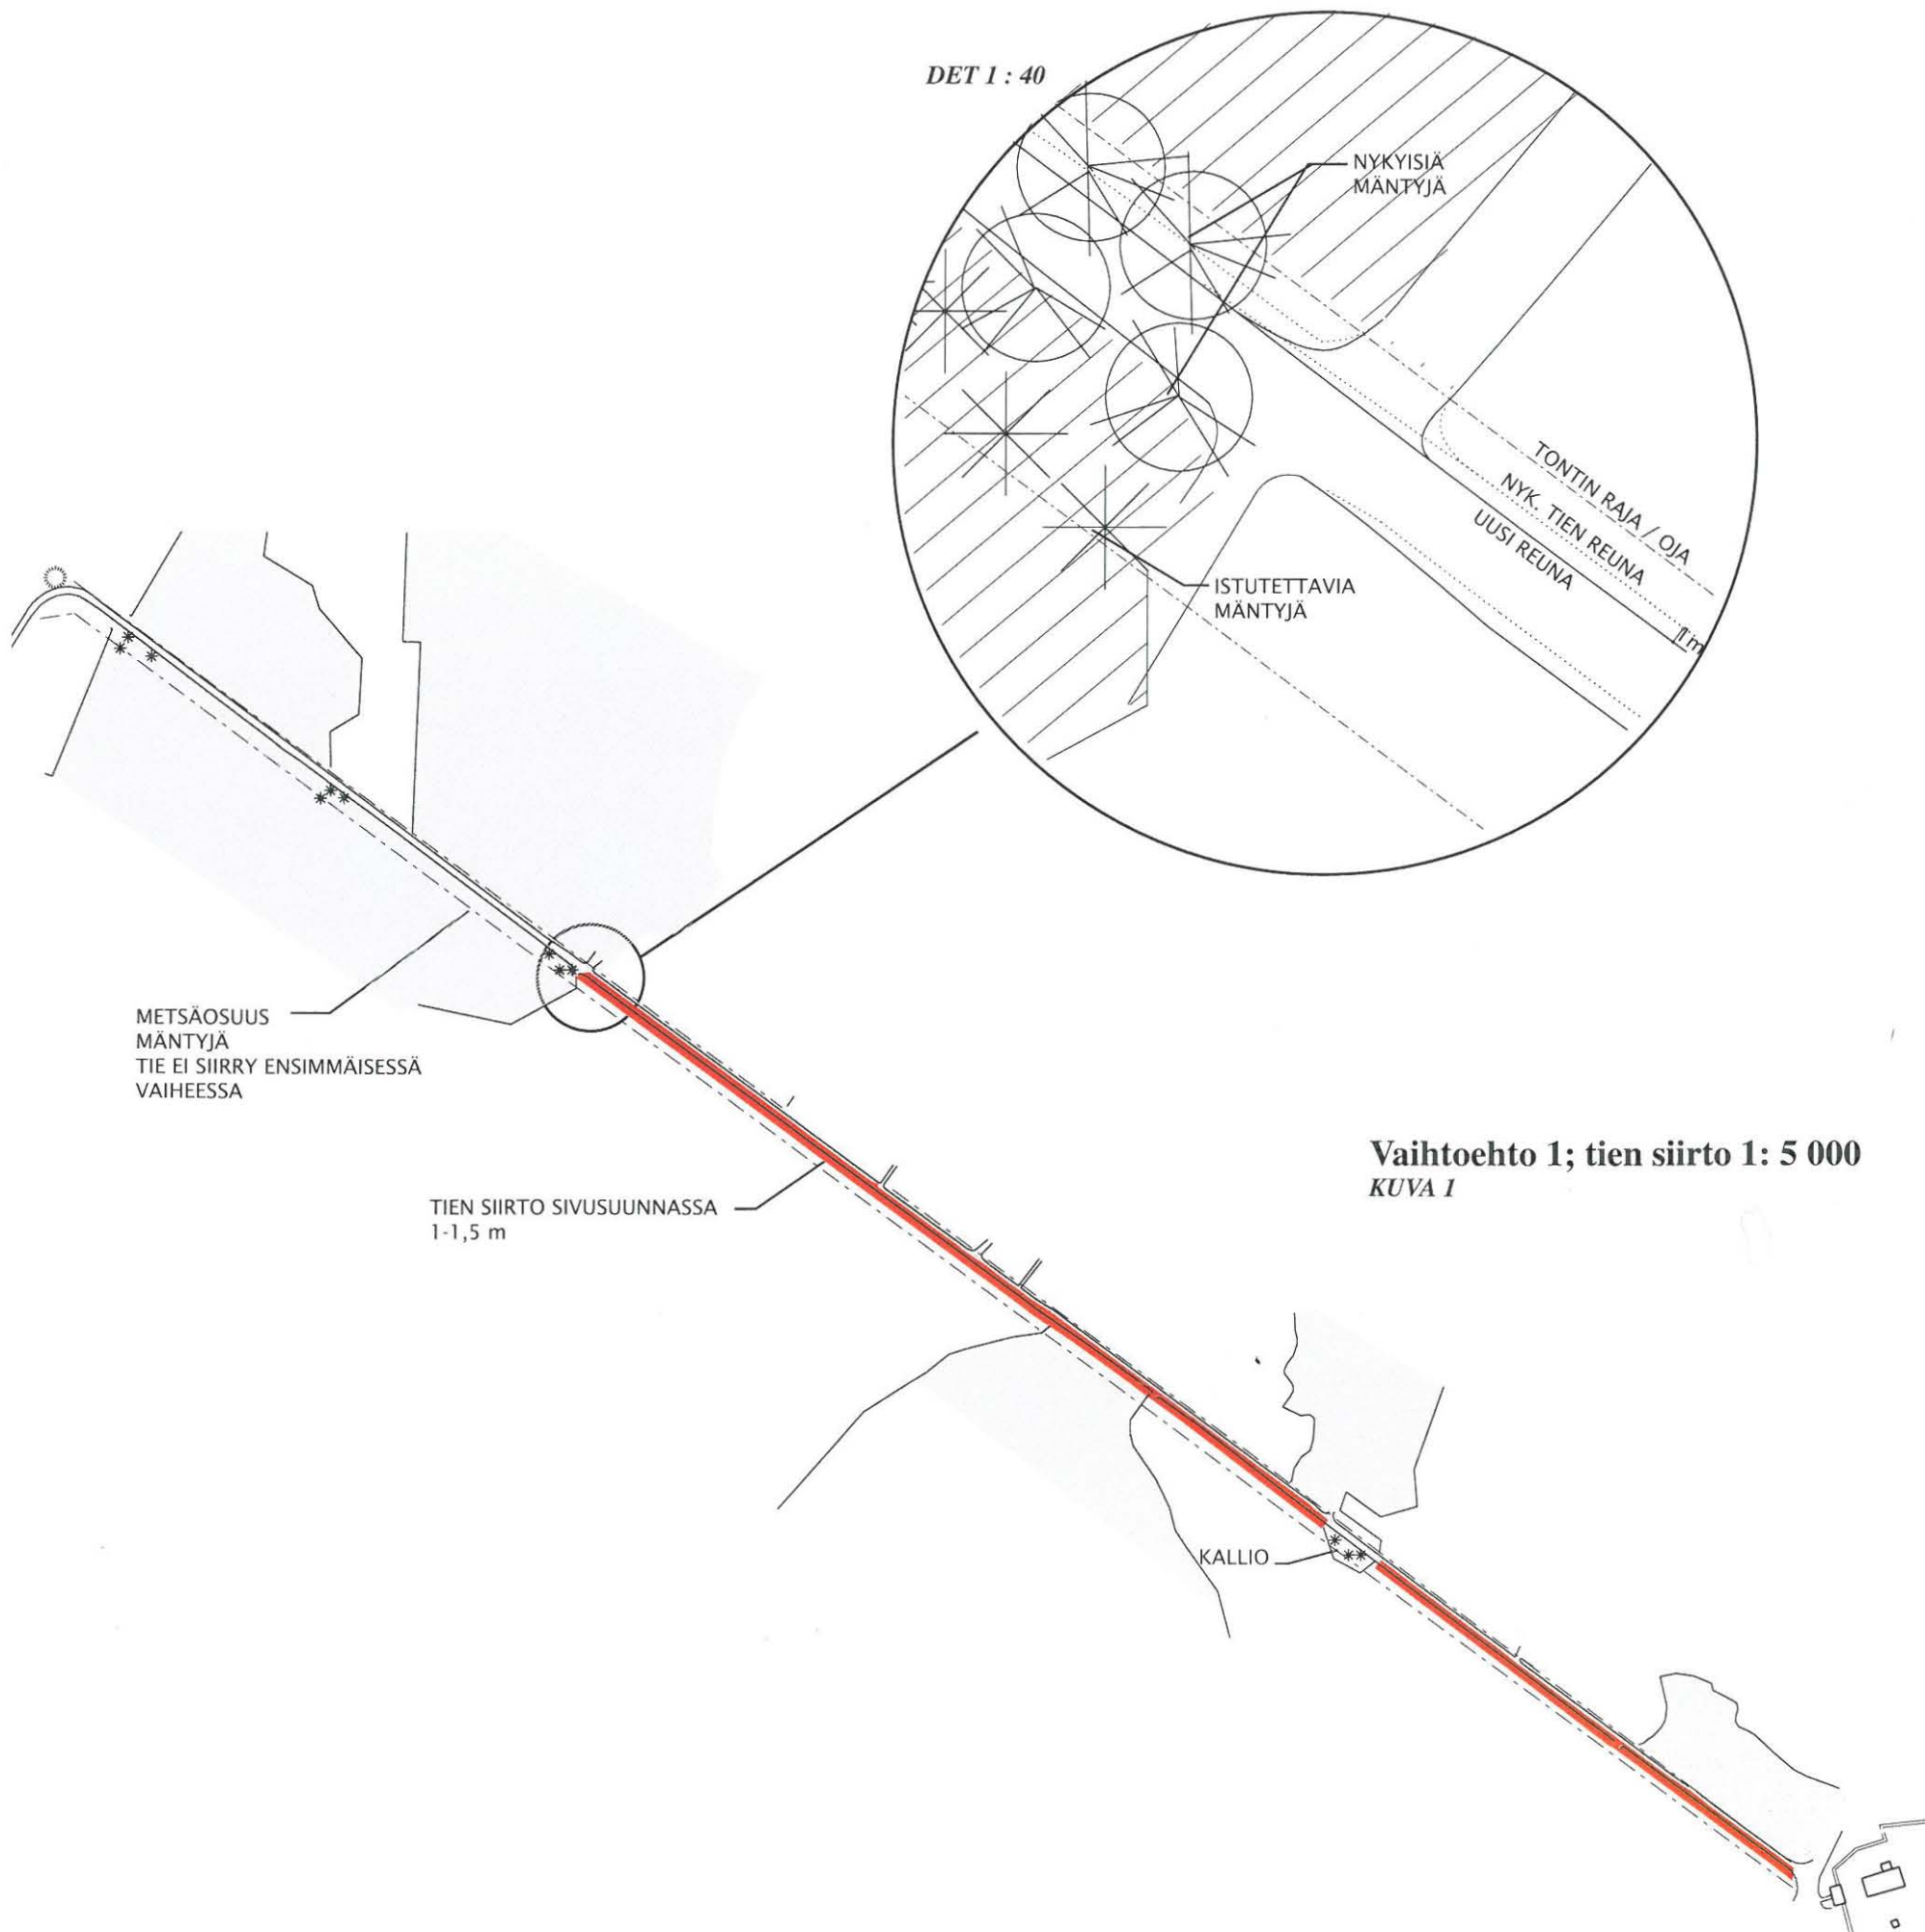 DET 1 : 40
NYKYISIÄ
MÄNTYJÄ
TONTIN RAJA / OJA
NYK. TIEN REUNA
UUSI REUNA
1 m
ISTUTETTAVIA
MÄNTYJÄ
METSÄOSUUS
MÄNTYJÄ
TIE EI SIIRRY ENSIMMÄISESSÄ
VAIHEESSA
Vaihtoehto 1; tien siirto 1: 5 000
KUVA 1
TIEN SIIRTO SIVUSUUNNASSA
1-1,5 m
KALLIO